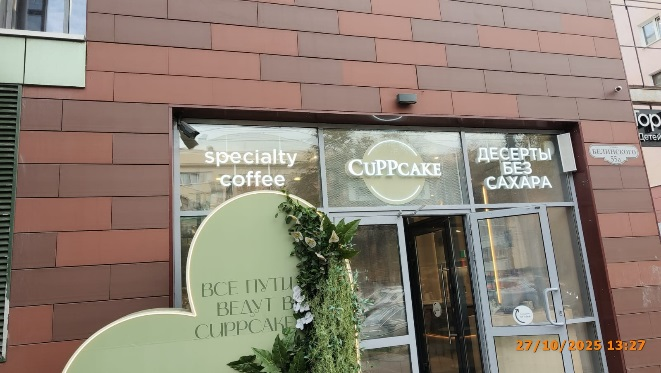 specialty
coffee
CUPPCAKE
ДЕСЕРТЫ
БЕЗ
САХАРА
ВСЕ ПУТИ
ВЕДУТ В
CUPPCAKE
27/10/2025 13:27